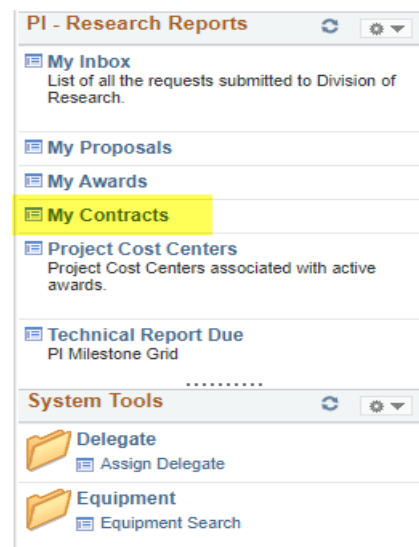 PI - Research Reports
My Inbox
List of all the requests submitted to Division of
Research.
My Proposals
My Awards
My Contracts
Project Cost Centers
Project Cost Centers associated with active
awards.
Technical Report Due
PI Milestone Grid
System Tools
Delegate
Assign Delegate
Equipment
Equipment Search